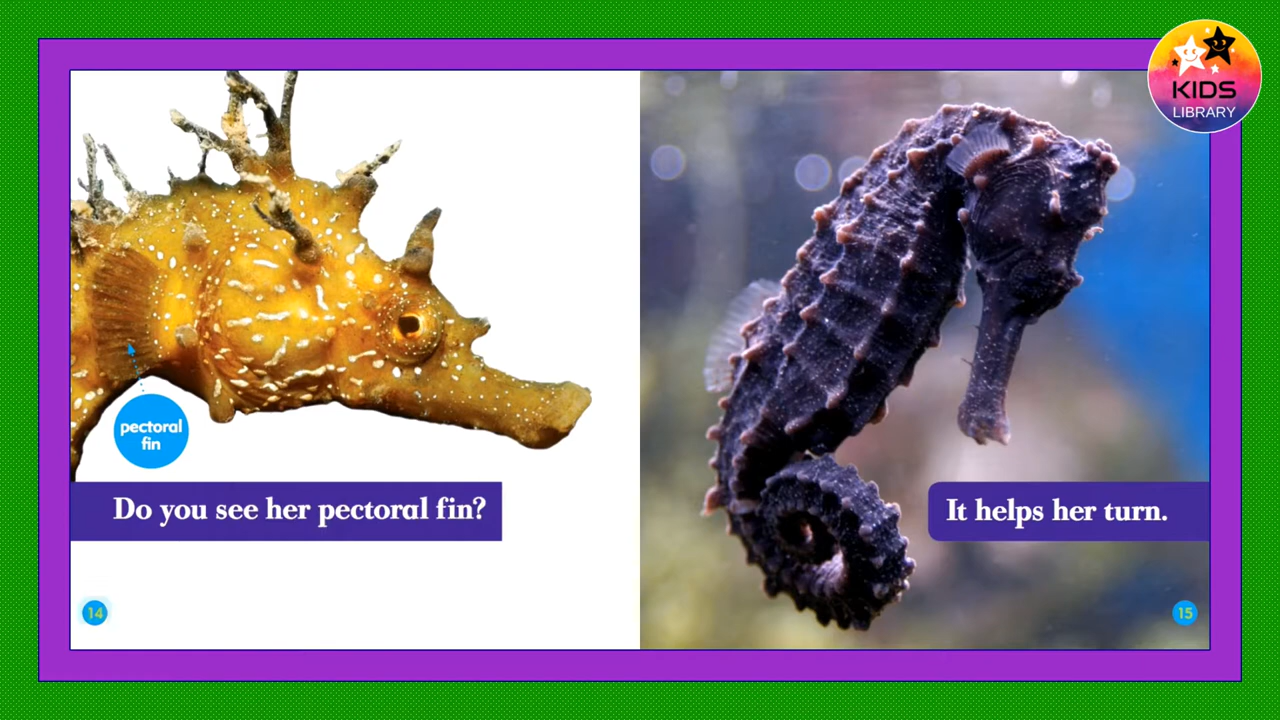 KIDS
LIBRARY
pectoral
fin
Do you see her pectoral fin?
It helps her turn.
14
15